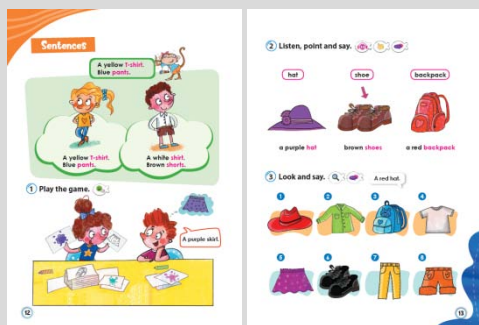 Sentences
A yellow T-shirt.
Blue pants.
A yellow T-shirt.
Blue pants.
A white shirt.
Brown shorts.
1 Play the game.
A purple skirt.
12
2 Listen, point and say.
hat
shoe
backpack
a purple hat
brown shoes
a red backpack
3 Look and say.
A red hat.
1
2
3
4
5
6
7
8
13